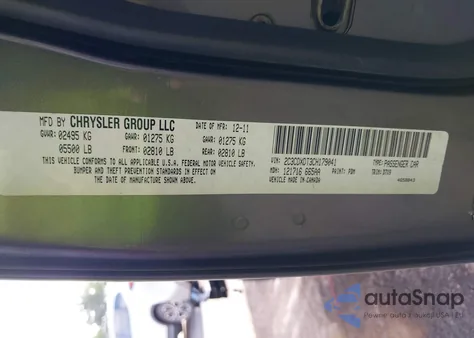 MFD BY CHRYSLER GROUP LLC DATE OF MFR: 12-11
GVWR: 02495 KG GAWR: 01275 KG GAWR: 01275 KG
05500 LB FRONT: 02810 LB REAR: 02810 LB
THIS VEHICLE CONFORMS TO ALL APPLICABLE U.S.A. FEDERAL MOTOR VEHICLE SAFETY,
BUMPER AND THEFT PREVENTION STANDARDS IN EFFECT ON
THE DATE OF MANUFACTURE SHOWN ABOVE.
VIN: TYPE: PASSENGER CAR
MDH: 121716 665AA PAINT: TRIM:
VEHICLE MADE IN CANADA
autoSnap